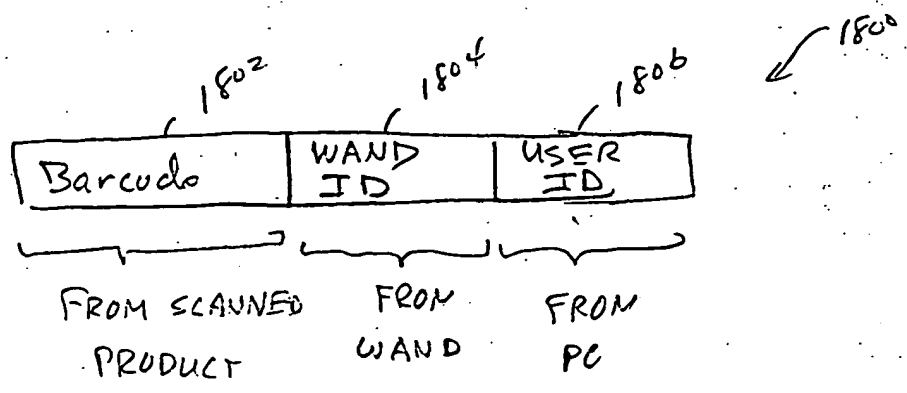 1800
1802 1804 1806
Barcode WAND USER
ID ID
FROM SCANNED FROM FROM
PRODUCT WAND PC